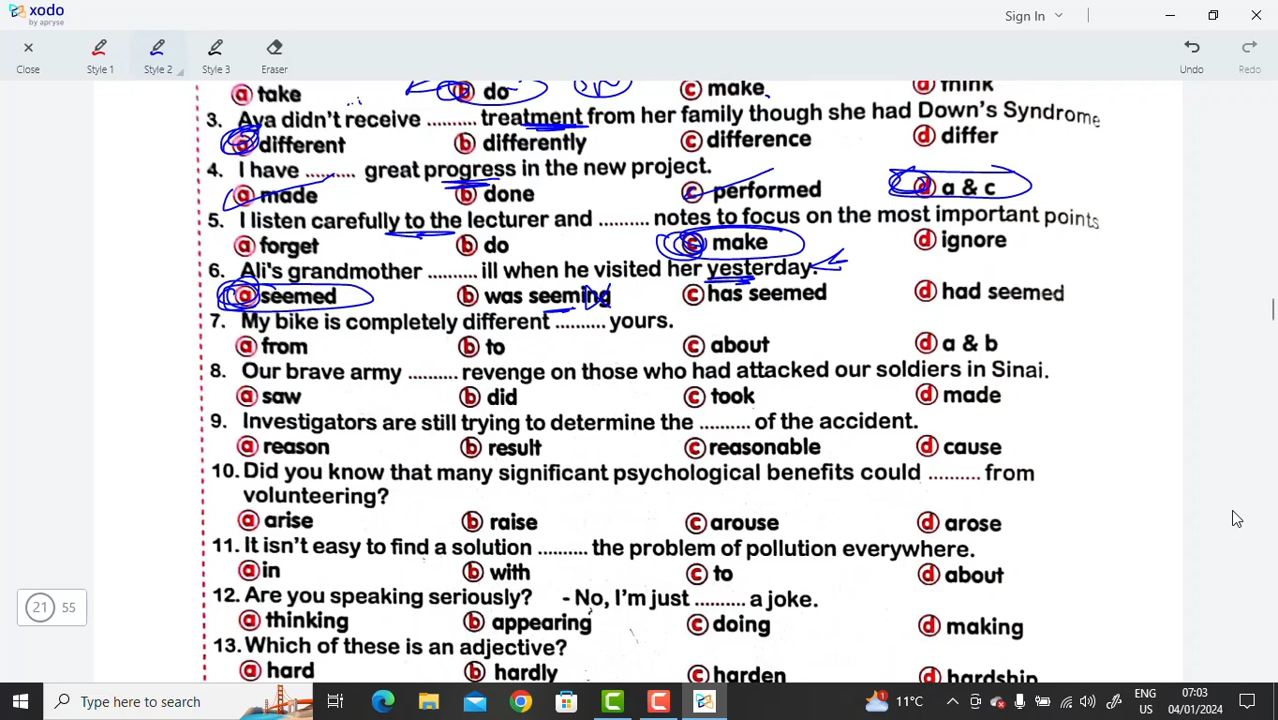 xodo
by apryse
Sign In
Close
Style 1
Style 2
Style 3
Eraser
Undo
Redo
a take
b do
c make
d think
3. Aya didn't receive .......... treatment from her family though she had Down's Syndrome
a different
b differently
c difference
d differ
4. I have .......... great progress in the new project.
a made
b done
c performed
d a & c
5. I listen carefully to the lecturer and .......... notes to focus on the most important points
a forget
b do
c make
d ignore
6. Ali's grandmother .......... ill when he visited her yesterday.
a seemed
b was seeming
c has seemed
d had seemed
7. My bike is completely different .......... yours.
a from
b to
c about
d a & b
8. Our brave army .......... revenge on those who had attacked our soldiers in Sinai.
a saw
b did
c took
d made
9. Investigators are still trying to determine the .......... of the accident.
a reason
b result
c reasonable
d cause
10. Did you know that many significant psychological benefits could .......... from
volunteering?
a arise
b raise
c arouse
d arose
11. It isn't easy to find a solution .......... the problem of pollution everywhere.
a in
b with
c to
d about
12. Are you speaking seriously? - No, I'm just .......... a joke.
a thinking
b appearing
c doing
d making
13. Which of these is an adjective?
a hard
b hardly
c harden
d hardship
21 55
Type here to search
1
11°C
ENG
US
07:03
04/01/2024